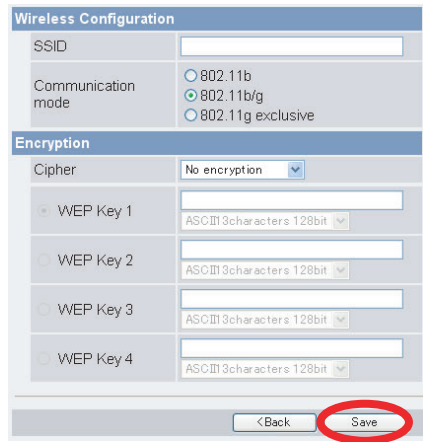 Wireless Configuration
SSID
Communication
mode
802.11b
802.11b/g
802.11g exclusive
Encryption
Cipher
No encryption
WEP Key 1
ASCII13characters 128bit
WEP Key 2
ASCII13characters 128bit
WEP Key 3
ASCII13characters 128bit
WEP Key 4
ASCII13characters 128bit
<Back
Save